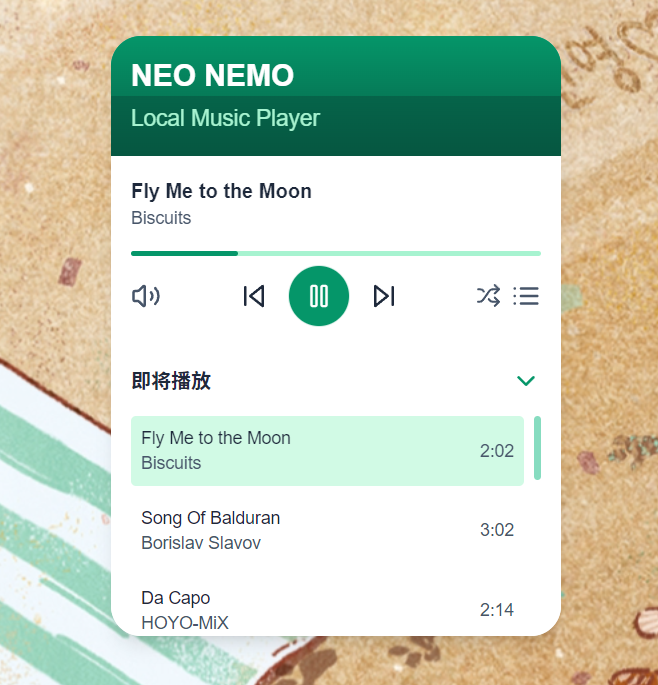 NEO NEMO
Local Music Player
Fly Me to the Moon
Biscuits
即将播放
Fly Me to the Moon
Biscuits
2:02
Song Of Balduran
Borislav Slavov
3:02
Da Capo
HOYO-MiX
2:14